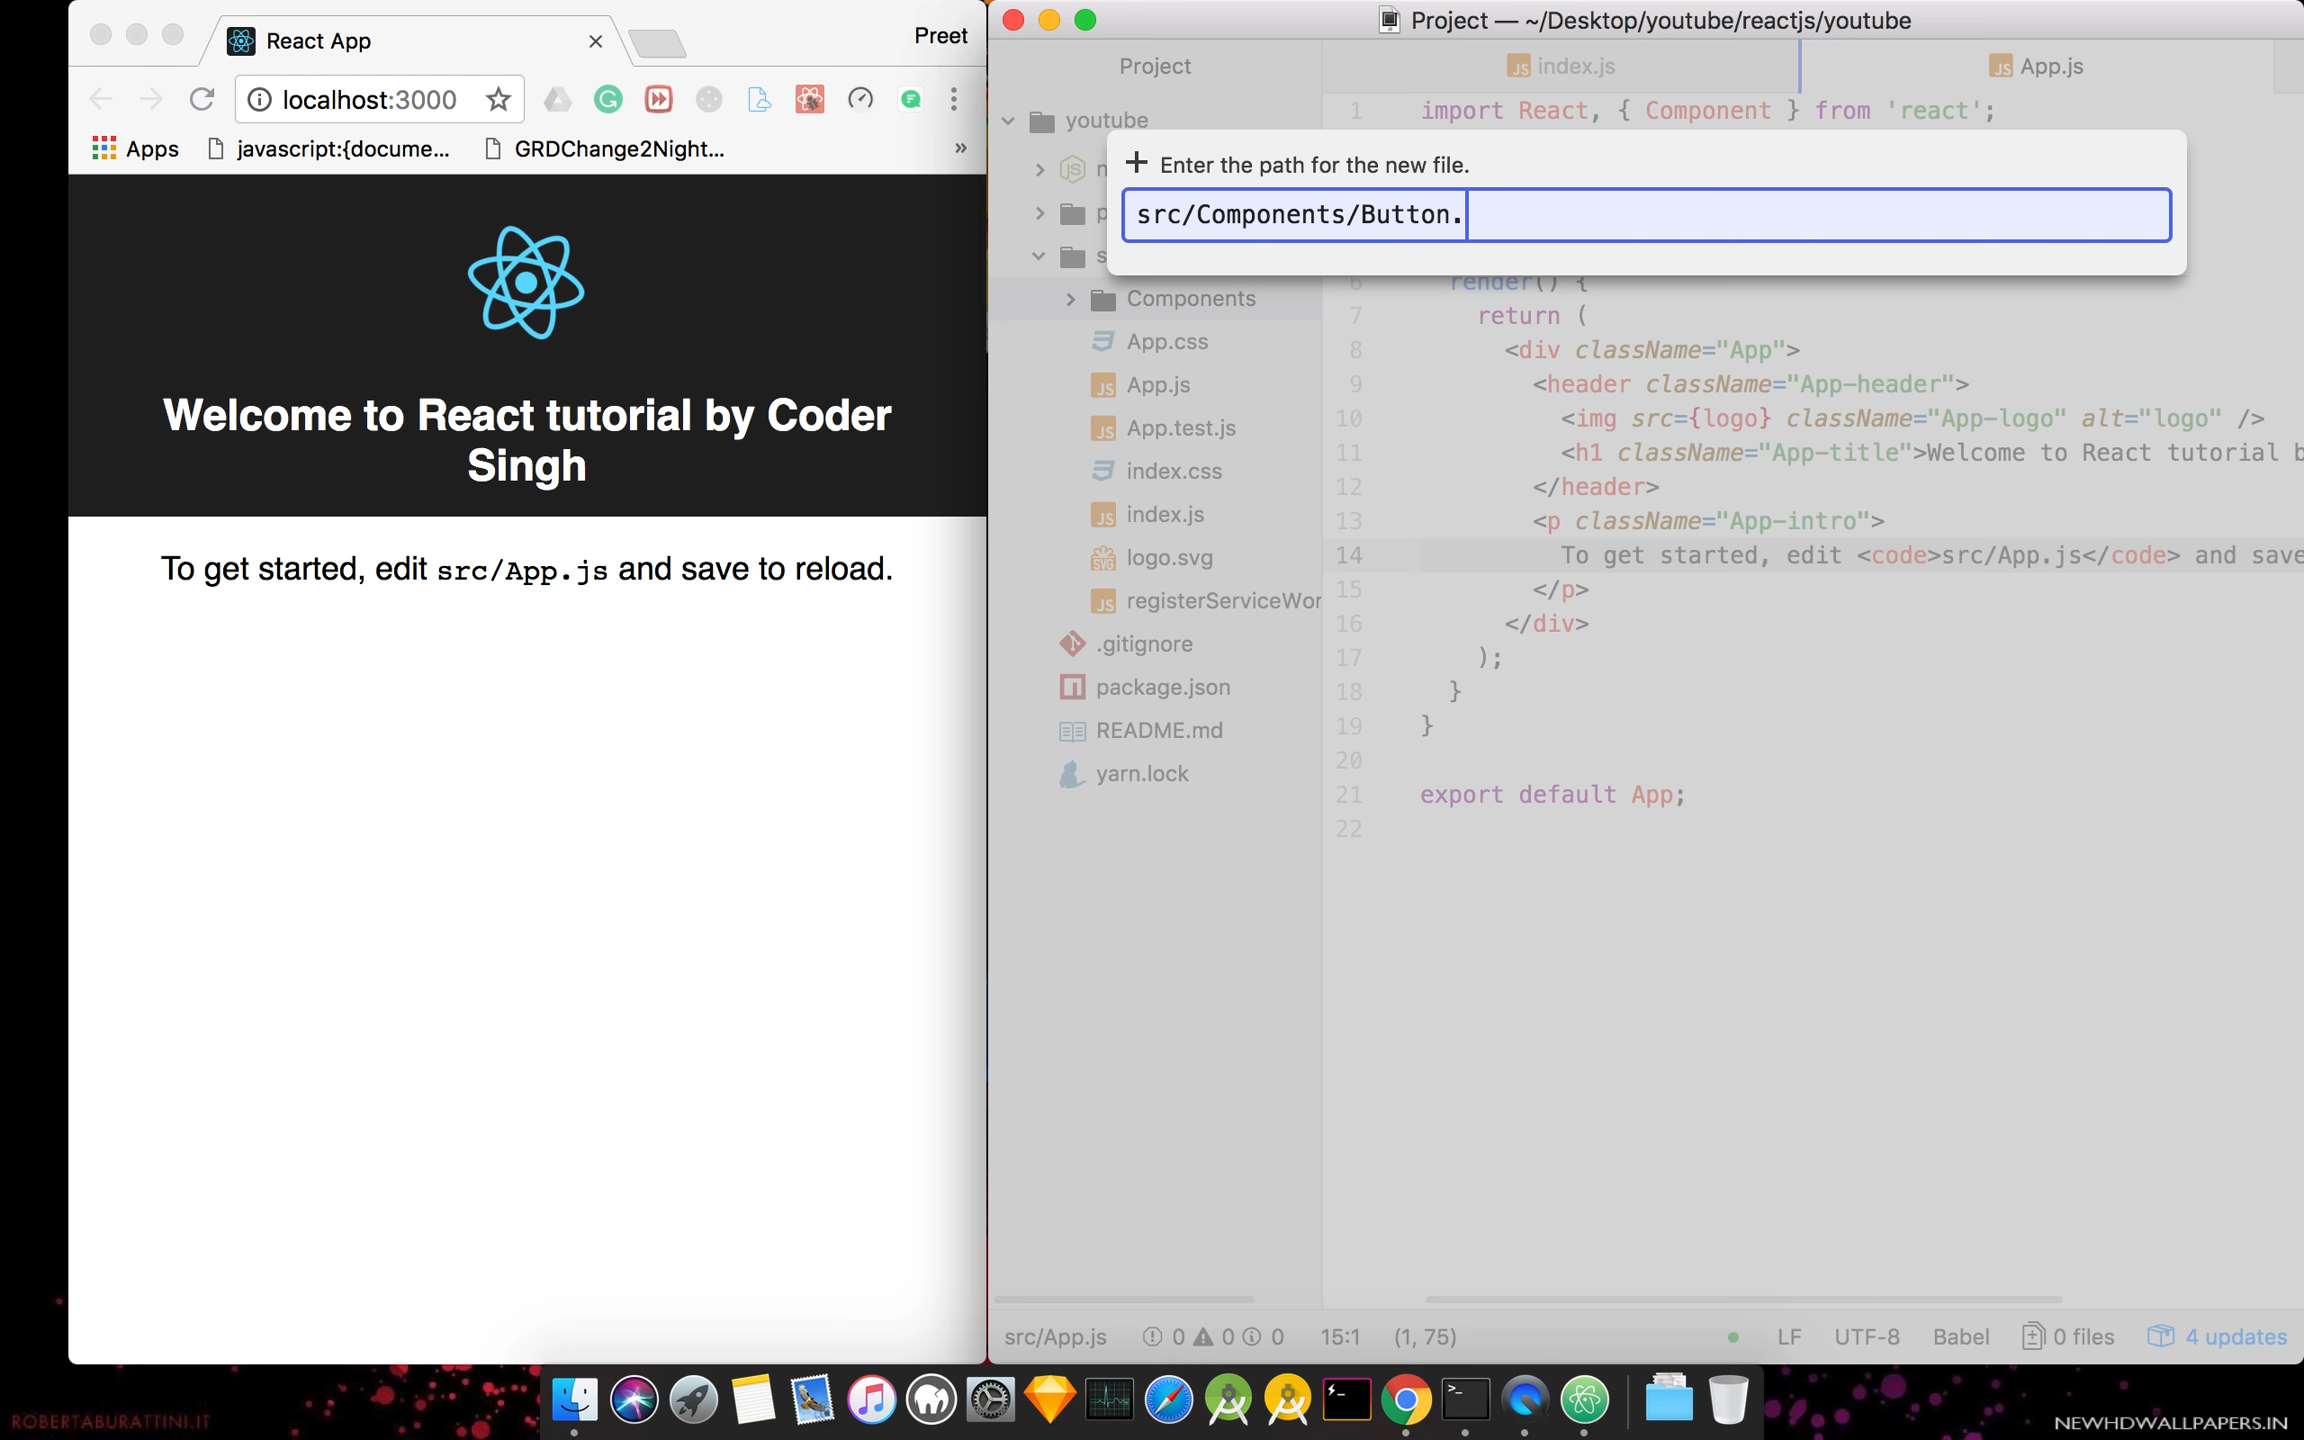 React App
Preet
localhost:3000
Apps
javascript:{docume...
GRDChange2Night...
»
Welcome to React tutorial by Coder
Singh
To get started, edit src/App.js and save to reload.
Project — ~/Desktop/youtube/reactjs/youtube
Project
index.js
App.js
youtube
n
p
s
Components
App.css
App.js
App.test.js
index.css
index.js
logo.svg
registerServiceWor
.gitignore
package.json
README.md
yarn.lock
1 import React, { Component } from 'react';
+ Enter the path for the new file.
src/Components/Button.
6 render() {
7 return (
8 <div className="App">
9 <header className="App-header">
10 <img src={logo} className="App-logo" alt="logo" />
11 <h1 className="App-title">Welcome to React tutorial b
12 </header>
13 <p className="App-intro">
14 To get started, edit <code>src/App.js</code> and save
15 </p>
16 </div>
17 );
18 }
19 }
20
21 export default App;
22
src/App.js 0 0 0 15:1 (1, 75) LF UTF-8 Babel 0 files 4 updates
ROBERTABURATTINI.IT
NEWHDWALLPAPERS.IN